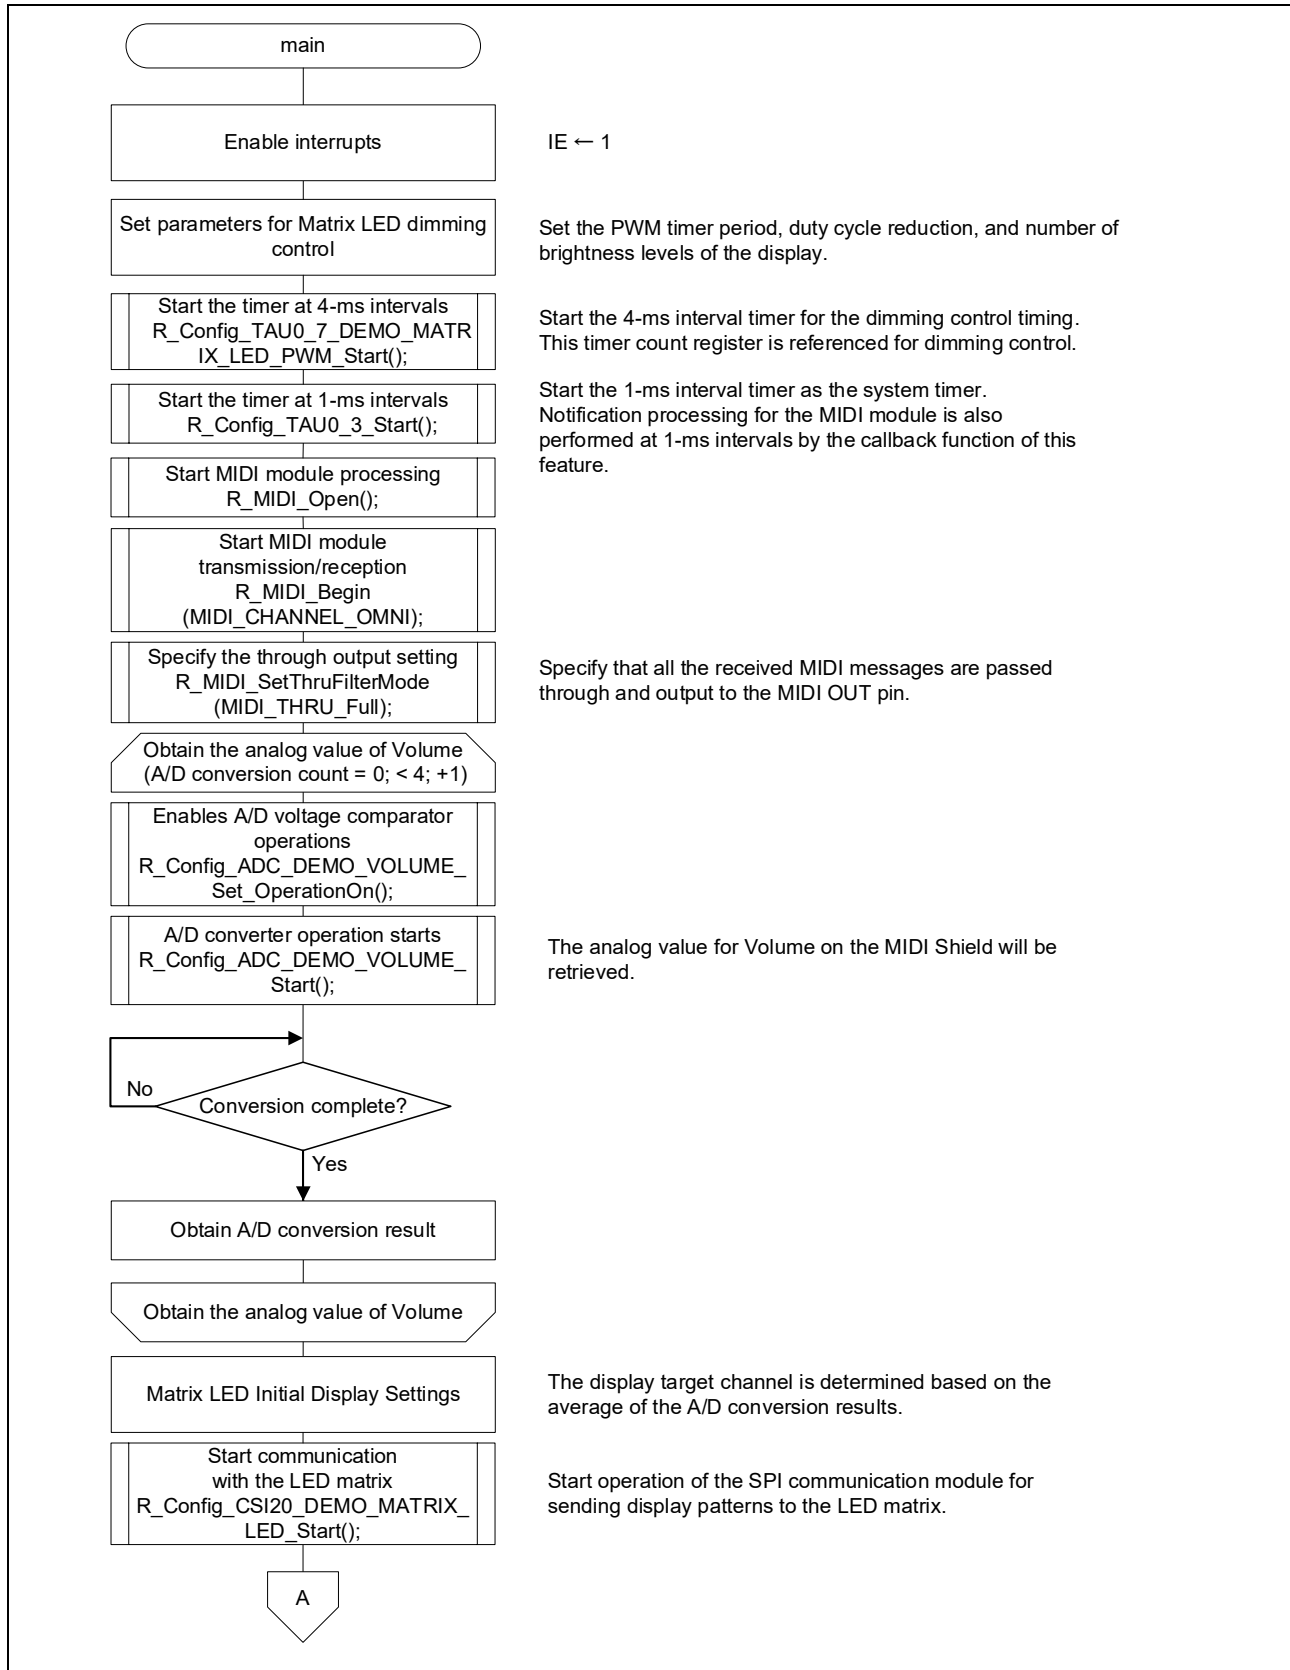 main
Enable interrupts
IE ← 1
Set parameters for Matrix LED dimming
control
Set the PWM timer period, duty cycle reduction, and number of
brightness levels of the display.
Start the timer at 4-ms intervals
R_Config_TAU0_7_DEMO_MATR
IX_LED_PWM_Start();
Start the 4-ms interval timer for the dimming control timing.
This timer count register is referenced for dimming control.
Start the timer at 1-ms intervals
R_Config_TAU0_3_Start();
Start the 1-ms interval timer as the system timer.
Notification processing for the MIDI module is also
performed at 1-ms intervals by the callback function of this
feature.
Start MIDI module processing
R_MIDI_Open();
Start MIDI module
transmission/reception
R_MIDI_Begin
(MIDI_CHANNEL_OMNI);
Specify the through output setting
R_MIDI_SetThruFilterMode
(MIDI_THRU_Full);
Specify that all the received MIDI messages are passed
through and output to the MIDI OUT pin.
Obtain the analog value of Volume
(A/D conversion count = 0; < 4; +1)
Enables A/D voltage comparator
operations
R_Config_ADC_DEMO_VOLUME_
Set_OperationOn();
A/D converter operation starts
R_Config_ADC_DEMO_VOLUME_
Start();
The analog value for Volume on the MIDI Shield will be
retrieved.
No
Conversion complete?
Yes
Obtain A/D conversion result
Obtain the analog value of Volume
Matrix LED Initial Display Settings
The display target channel is determined based on the
average of the A/D conversion results.
Start communication
with the LED matrix
R_Config_CSI20_DEMO_MATRIX_
LED_Start();
Start operation of the SPI communication module for
sending display patterns to the LED matrix.
A